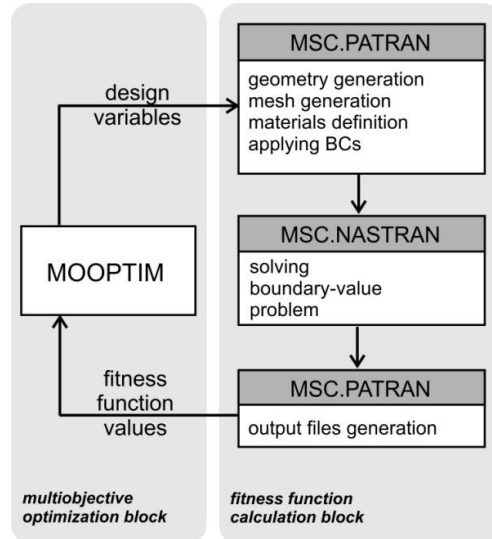 MSC.PATRAN
geometry generation
mesh generation
materials definition
applying BCs
design
variables
MSC.NASTRAN
solving
boundary-value
problem
MOOPTIM
MSC.PATRAN
output files generation
fitness
function
values
multiobjective
optimization block
fitness function
calculation block